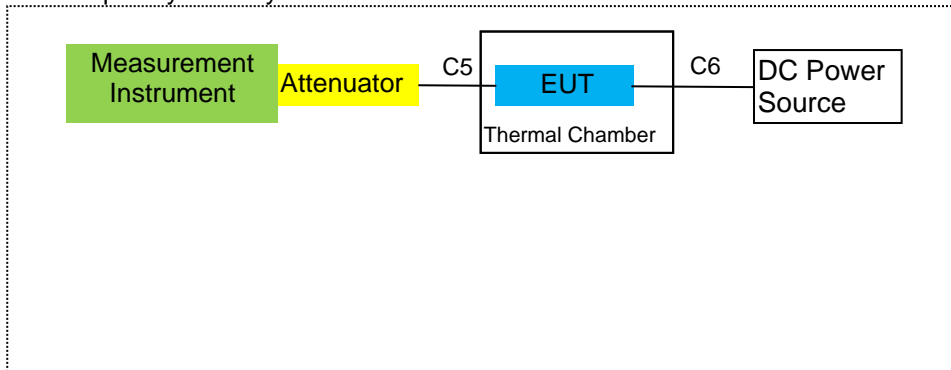 Measurement
Instrument
Attenuator
C5
EUT
Thermal Chamber
C6
DC Power
Source